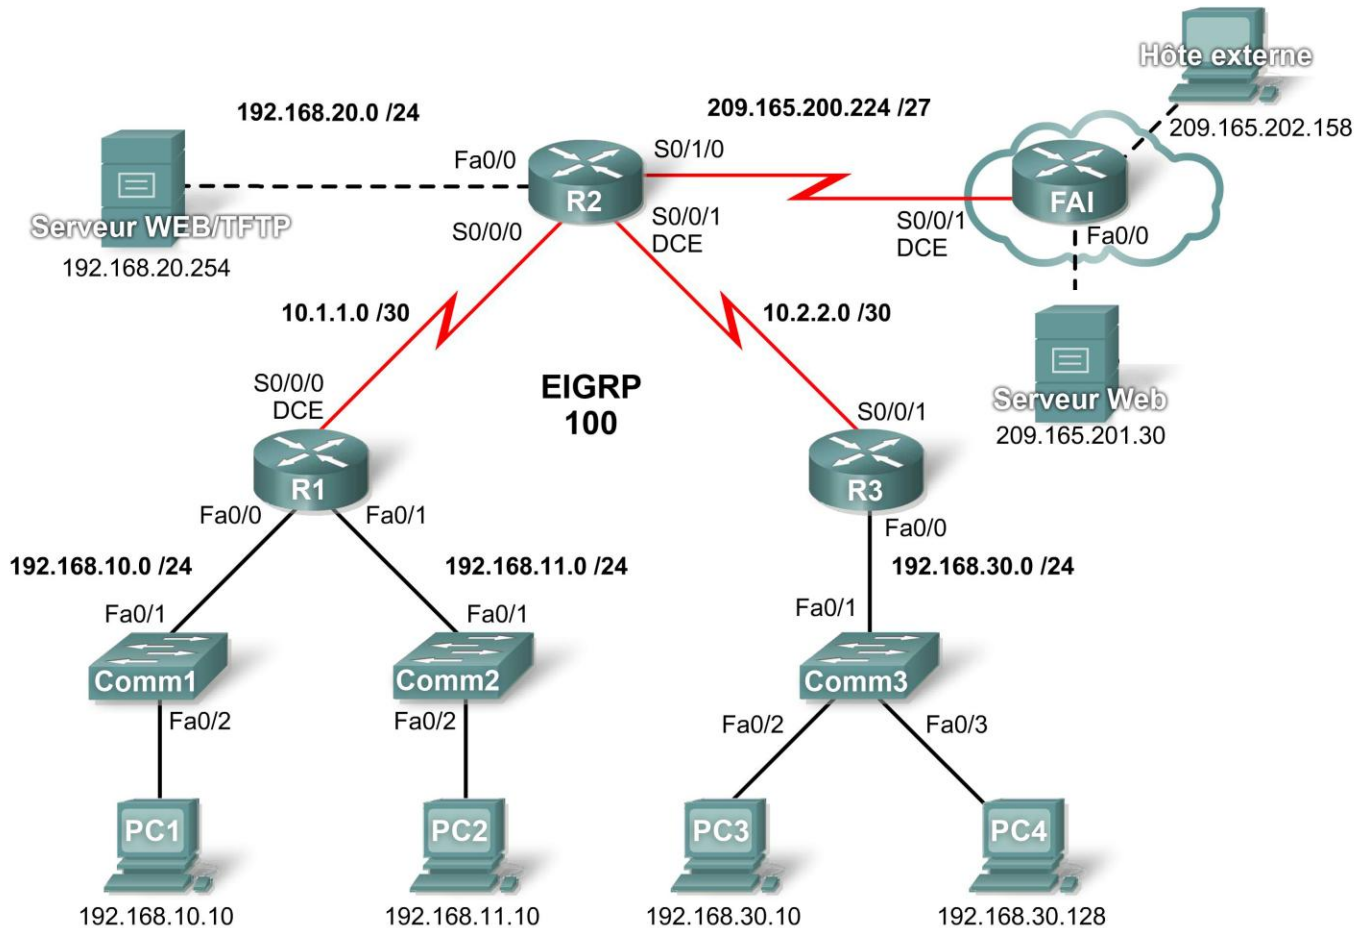 Hôte externe
209.165.202.158
192.168.20.0 /24
209.165.200.224 /27
Fa0/0
S0/1/0
R2
FAI
Serveur WEB/TFTP
192.168.20.254
S0/0/0
S0/0/1
DCE
S0/0/1
DCE
Fa0/0
10.1.1.0 /30
10.2.2.0 /30
EIGRP
100
Serveur Web
209.165.201.30
S0/0/0
DCE
S0/0/1
R1
R3
Fa0/0
Fa0/1
Fa0/0
192.168.10.0 /24
192.168.11.0 /24
192.168.30.0 /24
Fa0/1
Fa0/1
Fa0/1
Comm1
Comm2
Comm3
Fa0/2
Fa0/2
Fa0/2
Fa0/3
PC1
PC2
PC3
PC4
192.168.10.10
192.168.11.10
192.168.30.10
192.168.30.128